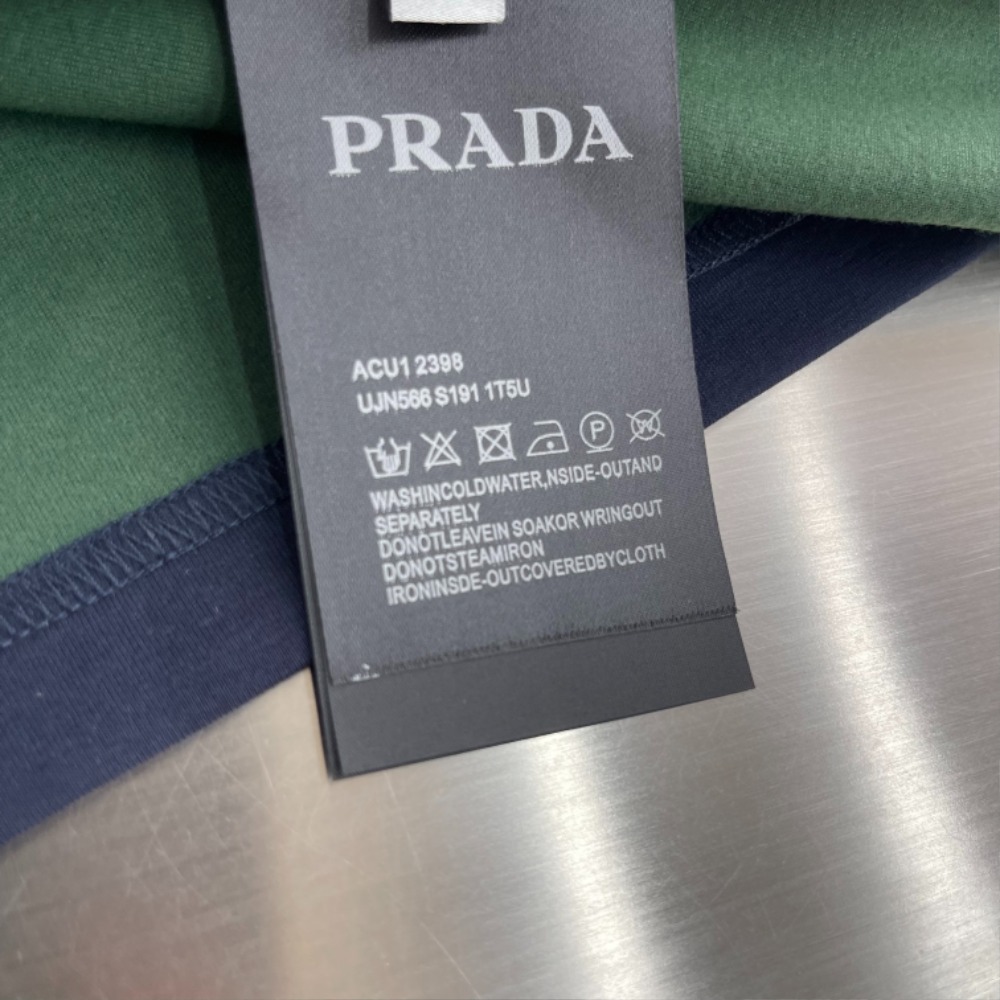 PRADA
ACU1 2398
UJN566 S191 1T5U
P W
WASHINCOLDWATER,NSIDE-OUTAND
SEPARATELY
DONOTLEAVEIN SOAKOR WRINGOUT
DONOTSTEAMIRON
IRONINSDE-OUTCOVEREDBYCLOTH